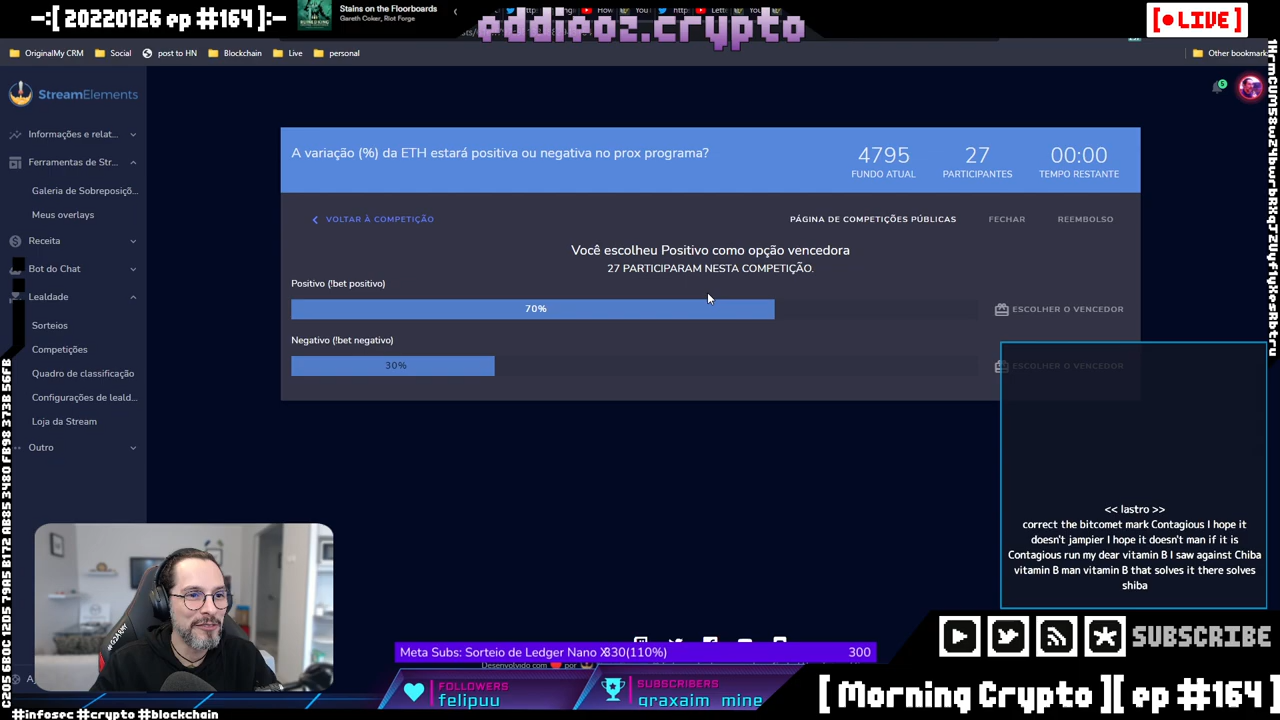 -:[ 20220126 ep #164 ]:-
Stains on the Floorboards
Gareth Coker, Riot Forge
addieoz.crypto
[ LIVE ]
OriginalMy CRM
Social
post to HN
Blockchain
Live
personal
Other bookmark
StreamElements
5
Informações e relat...
Ferramentas de Str...
Galeria de Sobreposiçõ...
Meus overlays
Receita
Bot do Chat
Lealdade
Sorteios
Competições
Quadro de classificação
Configurações de leald...
Loja da Stream
Outro
A variação (%) da ETH estará positiva ou negativa no prox programa?
4795
FUNDO ATUAL
27
PARTICIPANTES
00:00
TEMPO RESTANTE
VOLTAR À COMPETIÇÃO
PÁGINA DE COMPETIÇÕES PÚBLICAS
FECHAR
REEMBOLSO
Você escolheu Positivo como opção vencedora
27 PARTICIPARAM NESTA COMPETIÇÃO.
Positivo (!bet positivo)
70%
ESCOLHER O VENCEDOR
Negativo (!bet negativo)
30%
ESCOLHER O VENCEDOR
<< lastro >>
correct the bitcomet mark Contagious I hope it
doesn't jampier I hope it doesn't man if it is
Contagious run my dear vitamin B I saw against Chiba
vitamin B man vitamin B that solves it there solves
shiba
Meta Subs: Sorteio de Ledger Nano X
330(110%)
300
Desenvolvido com
por
FOLLOWERS
felipuu
SUBSCRIBERS
graxaim_mine
SUBSCRIBE
[ Morning Crypto ][ ep #164 ]
#infosec #crypto #blockchain